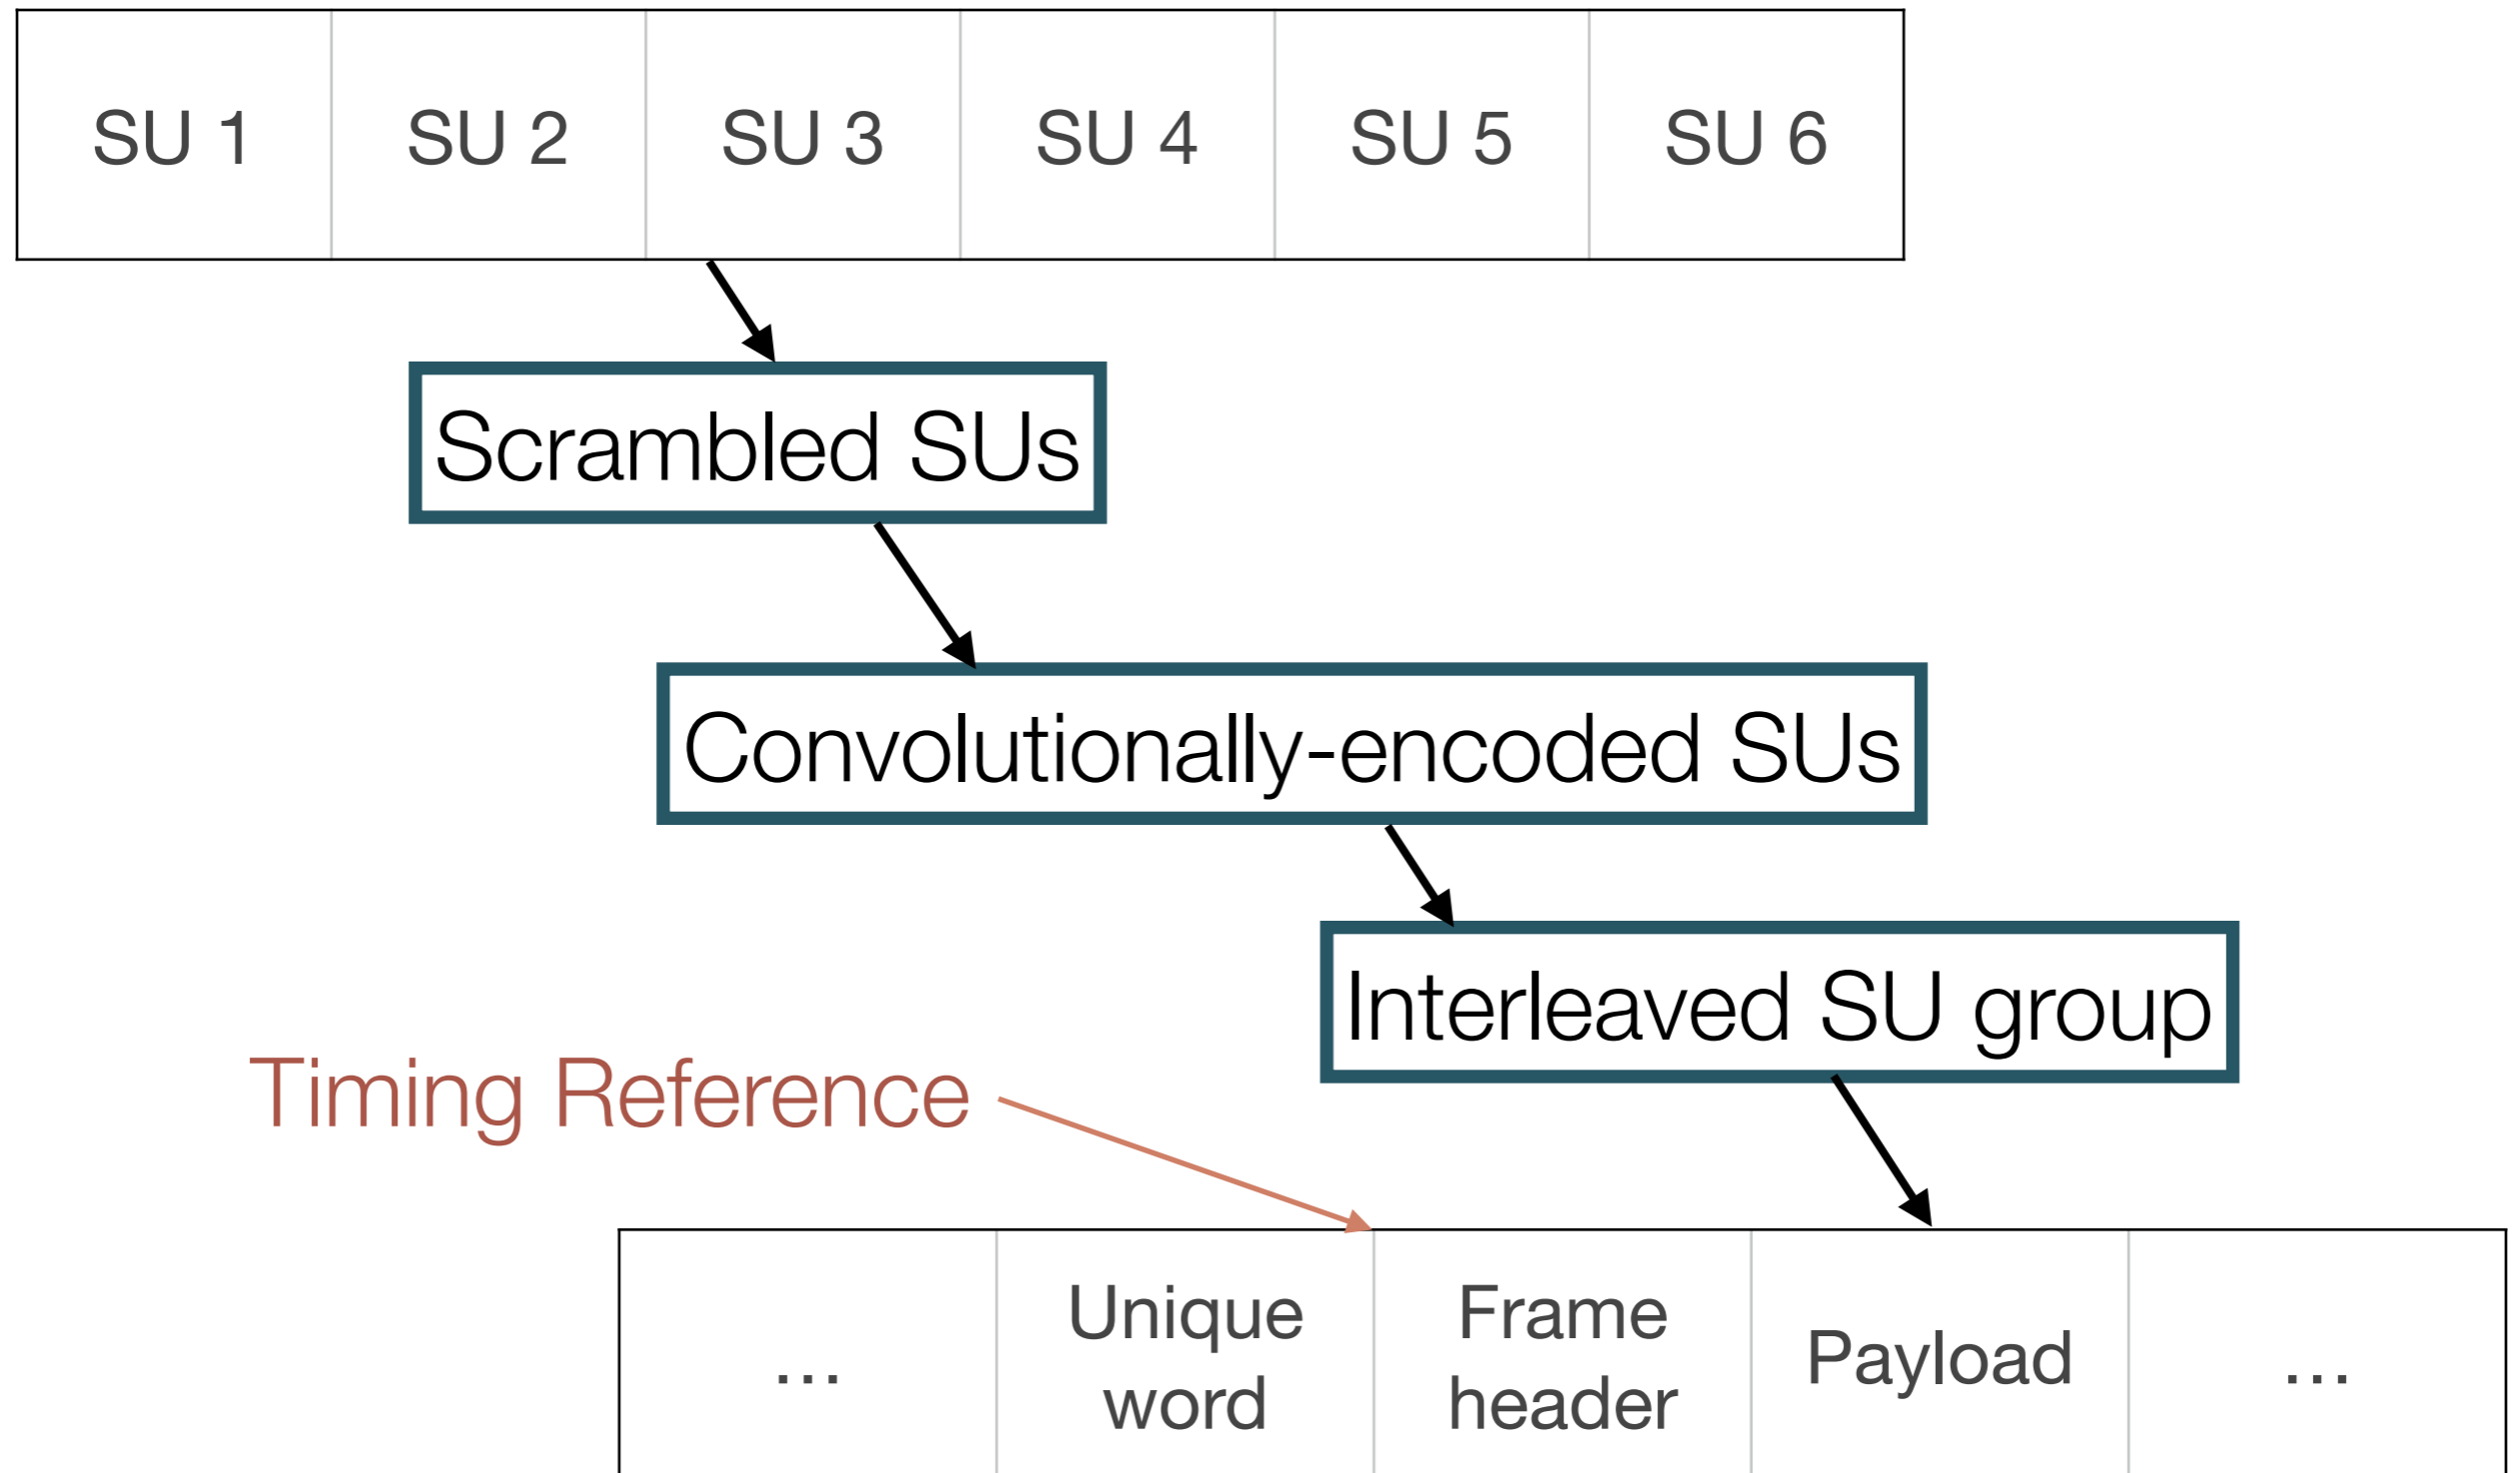 SU 1 SU 2 SU 3 SU 4 SU 5 SU 6
Scrambled SUs
Convolutionally-encoded SUs
Interleaved SU group
Timing Reference
...
Unique
word
Frame
header
Payload
...